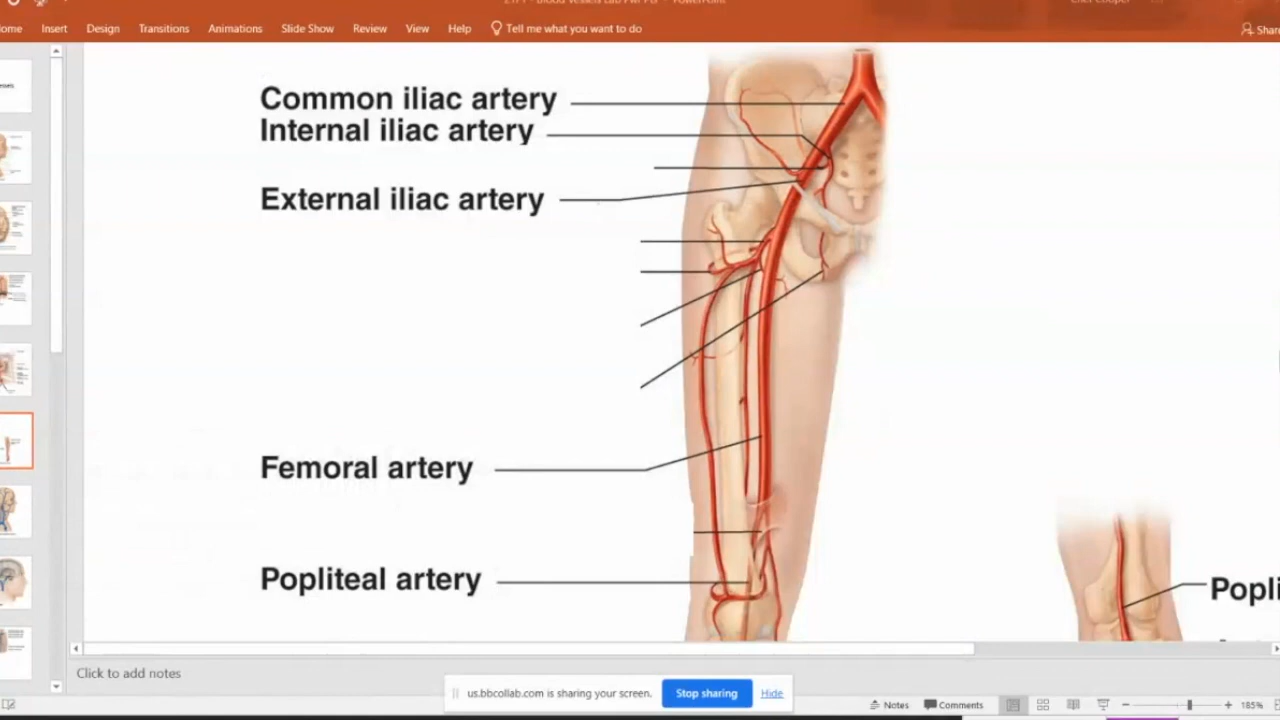 ome Insert Design Transitions Animations Slide Show Review View Help Tell me what you want to do Shar
Common iliac artery
Internal iliac artery
External iliac artery
Femoral artery
Popliteal artery
Popli
Click to add notes
us.bbcollab.com is sharing your screen. Stop sharing Hide
Notes Comments 185%